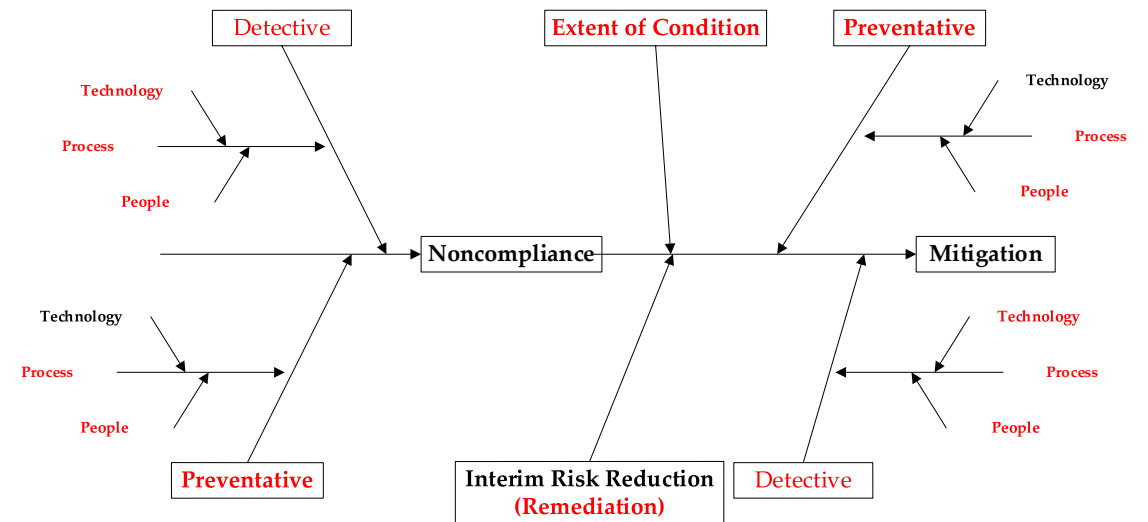 Detective
Extent of Condition
Preventative
Technology
Technology
Process
Process
People
People
Noncompliance
Mitigation
Technology
Technology
Process
Process
People
People
Preventative
Interim Risk Reduction
(Remediation)
Detective